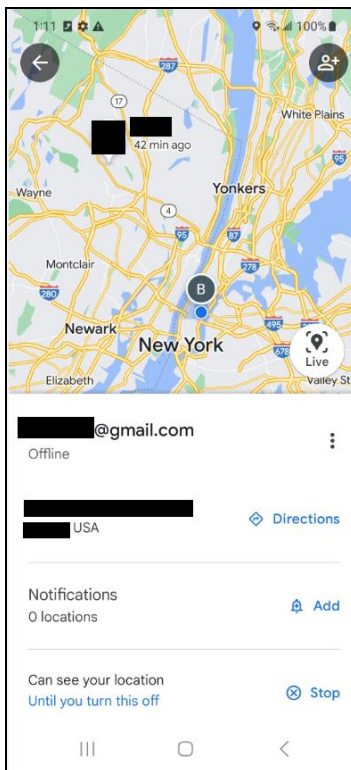 1:11
100%
287
17
White Plains
42 min ago
95
Wayne
Yonkers
4
95
87
Montclair
278
280
B
Newark
495
New York
678
Live
Elizabeth
Valley St
@gmail.com
Offline
USA
Directions
Notifications
0 locations
Add
Can see your location
Until you turn this off
Stop